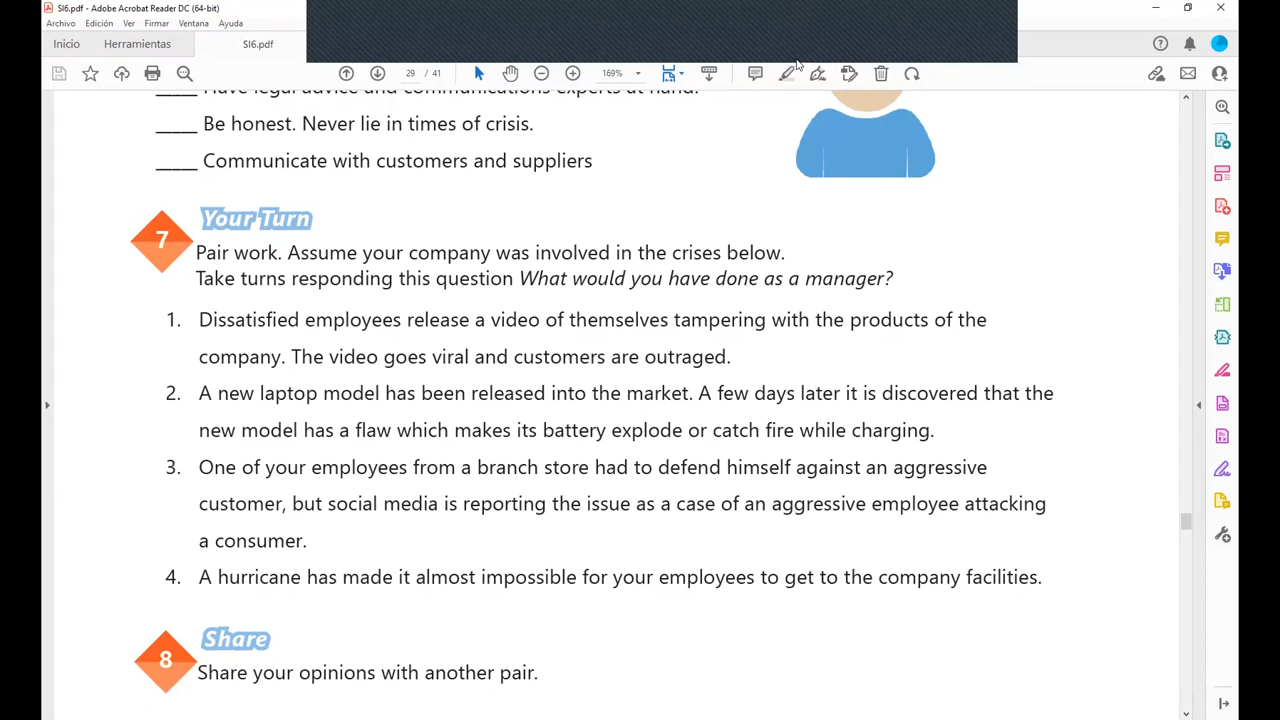 SI6.pdf - Adobe Acrobat Reader DC (64-bit)
Archivo Edición Ver Firmar Ventana Ayuda
Inicio Herramientas SI6.pdf
29 / 41 169%
_____ Have legal advice and communications experts at hand.
_____ Be honest. Never lie in times of crisis.
_____ Communicate with customers and suppliers
7 Your Turn
Pair work. Assume your company was involved in the crises below.
Take turns responding this question What would you have done as a manager?
1. Dissatisfied employees release a video of themselves tampering with the products of the
company. The video goes viral and customers are outraged.
2. A new laptop model has been released into the market. A few days later it is discovered that the
new model has a flaw which makes its battery explode or catch fire while charging.
3. One of your employees from a branch store had to defend himself against an aggressive
customer, but social media is reporting the issue as a case of an aggressive employee attacking
a consumer.
4. A hurricane has made it almost impossible for your employees to get to the company facilities.
8 Share
Share your opinions with another pair.